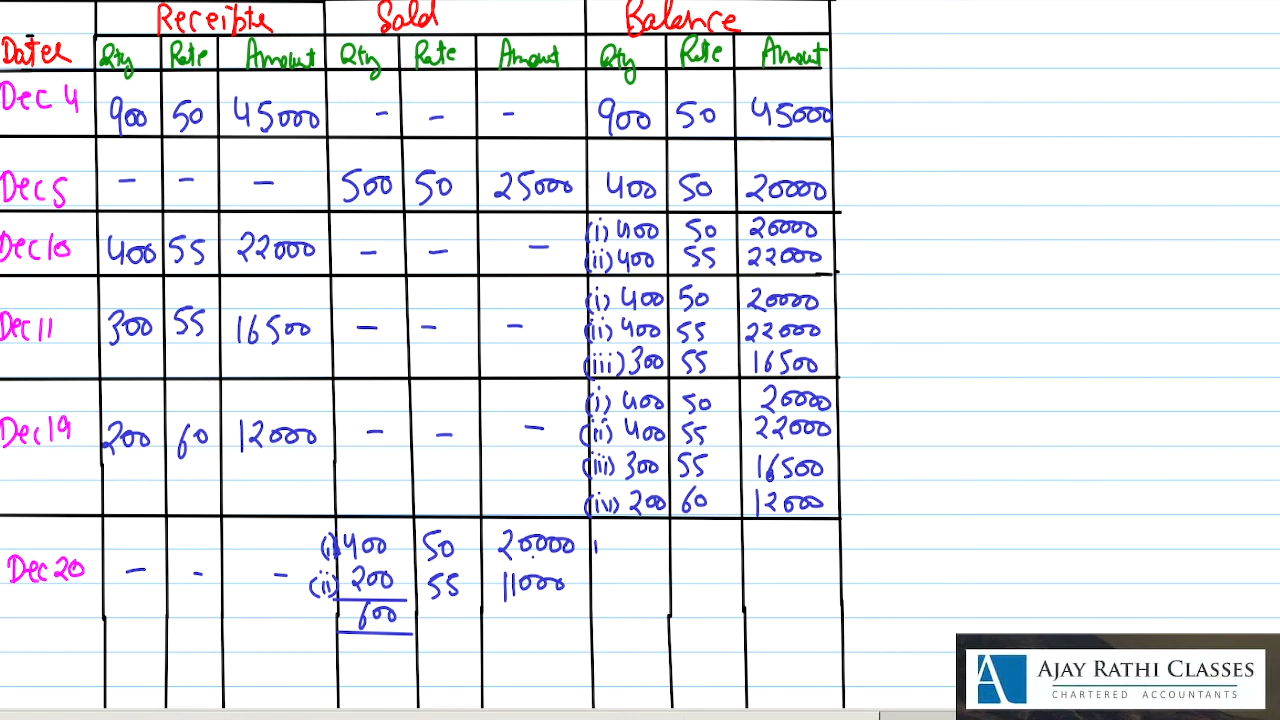 Receibts Sold Balance
Dates Qty Rate Amount Qty Rate Amount Qty Rate Amount
Dec 4 900 50 45000 - - - 900 50 45000
Dec 5 - - - 500 50 25000 400 50 20000
Dec 10 400 55 22000 - - - (i) 400 50 20000
(ii) 400 55 22000
Dec 11 300 55 16500 - - - (i) 400 50 20000
(ii) 400 55 22000
(iii) 300 55 16500
Dec 19 200 60 12000 - - - (i) 400 50 20000
(ii) 400 55 22000
(iii) 300 55 16500
(iv) 200 60 12000
Dec 20 - - - (i) 400 50 20000
(ii) 200 55 11000
600
AJAY RATHI CLASSES
CHARTERED ACCOUNTANTS